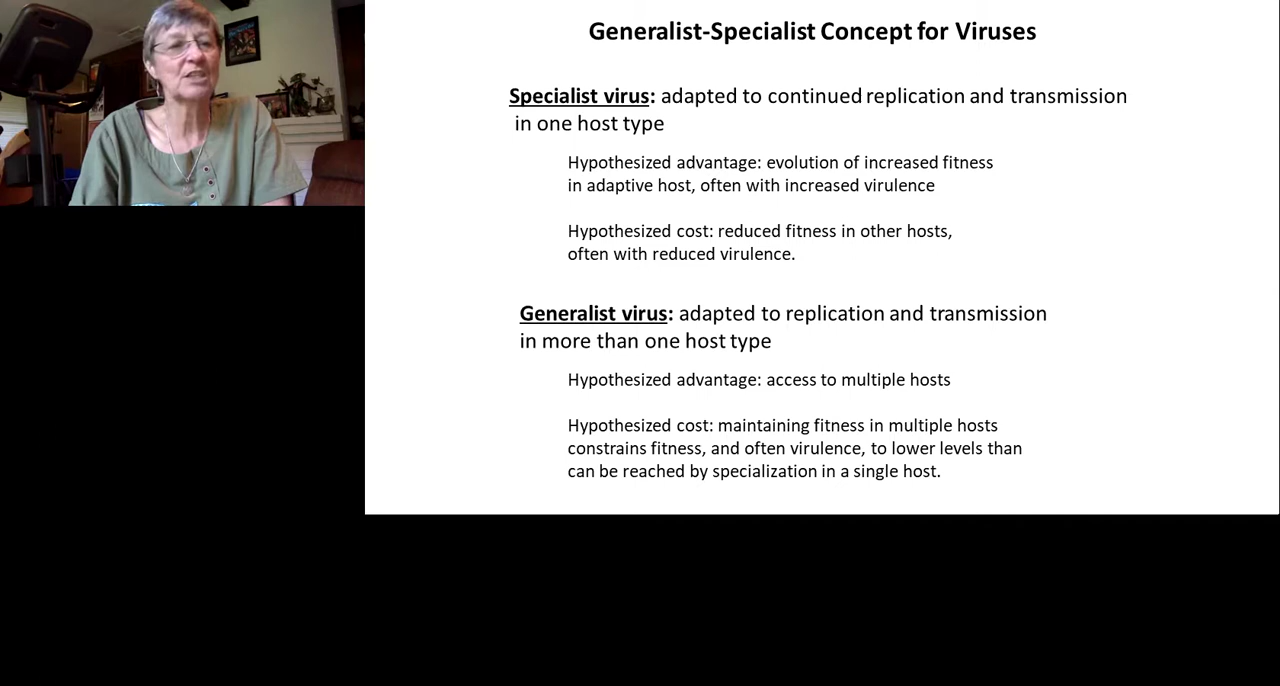 Generalist-Specialist Concept for Viruses
Specialist virus: adapted to continued replication and transmission
in one host type
Hypothesized advantage: evolution of increased fitness
in adaptive host, often with increased virulence
Hypothesized cost: reduced fitness in other hosts,
often with reduced virulence.
Generalist virus: adapted to replication and transmission
in more than one host type
Hypothesized advantage: access to multiple hosts
Hypothesized cost: maintaining fitness in multiple hosts
constrains fitness, and often virulence, to lower levels than
can be reached by specialization in a single host.